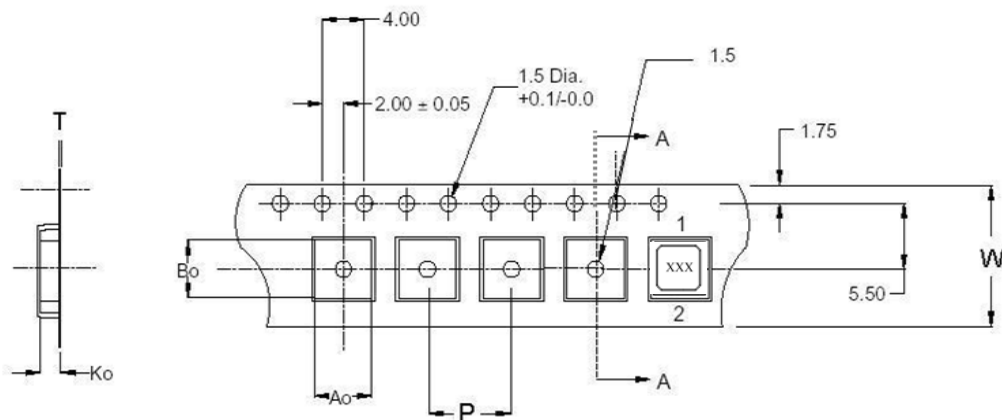 4.00
1.5
1.5 Dia.
+0.1/-0.0
2.00 ± 0.05
T
A
1.75
1
W
Bo
xxx
5.50
2
Ko
Ao
P
A